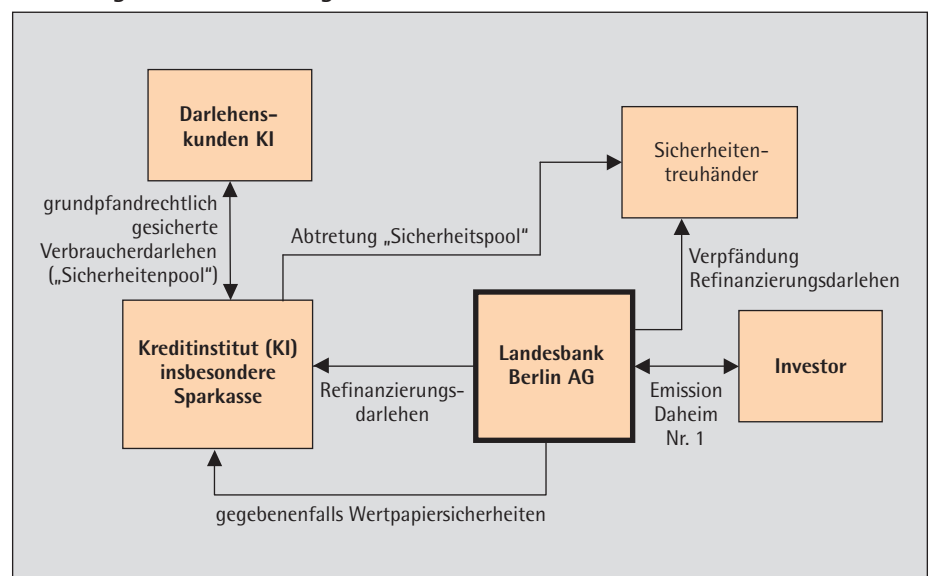 Darlehens-
kunden KI
Sicherheiten-
treuhänder
grundpfandrechtlich
gesicherte
Verbraucherdarlehen
(„Sicherheitenpool“)
Abtretung „Sicherheitspool“
Verpfändung
Refinanzierungsdarlehen
Kreditinstitut (KI)
insbesondere
Sparkasse
Refinanzierungs-
darlehen
Landesbank
Berlin AG
Emission
Daheim
Nr. 1
Investor
gegebenenfalls Wertpapiersicherheiten